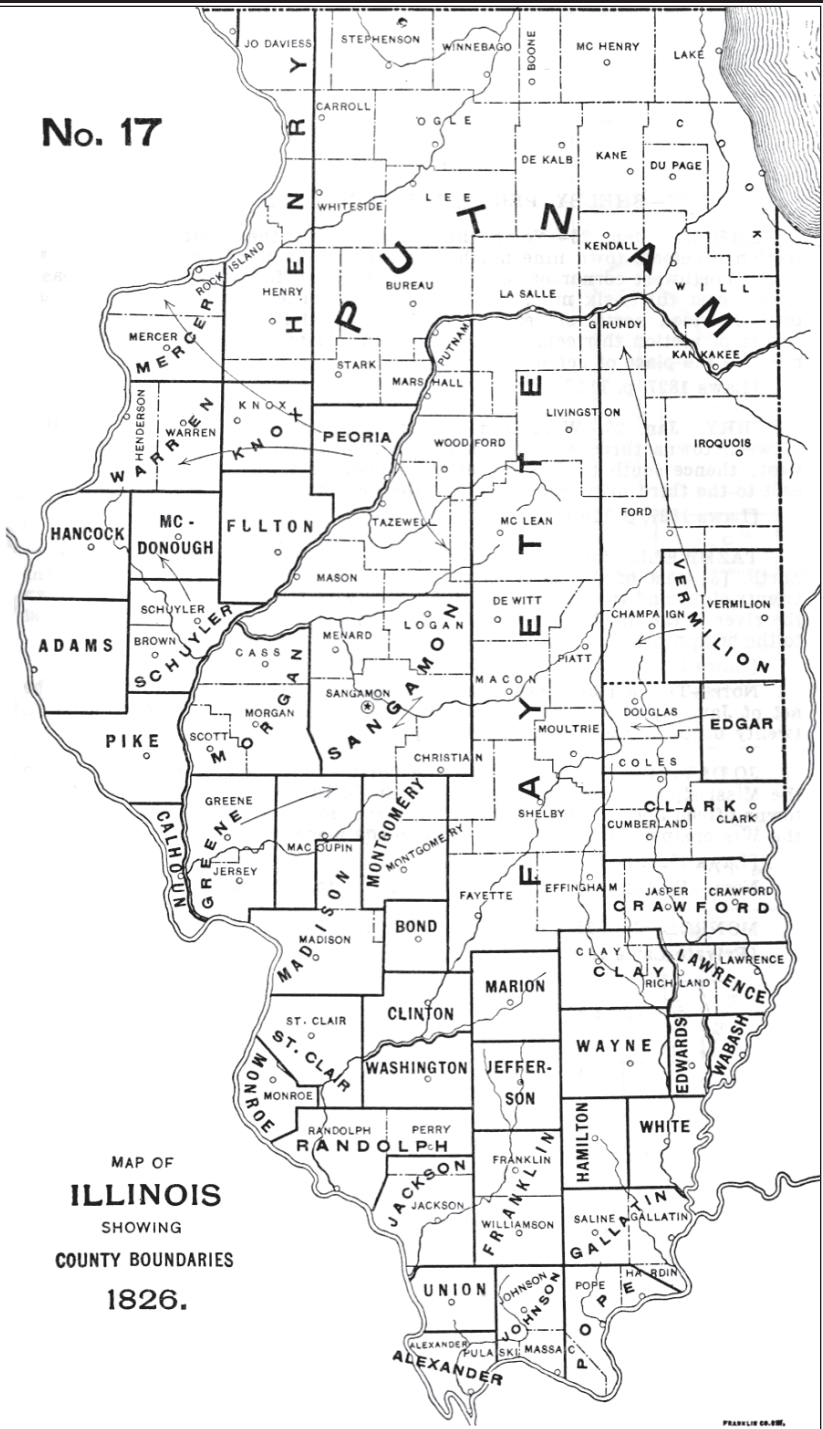 No. 17
JO DAVIESS
STEPHENSON
WINNEBAGO
BOONE
MC HENRY
LAKE
HENRY
CARROLL
OGLE
DE KALB
KANE
DU PAGE
COOK
WHITESIDE
LEE
PUTNAM
KENDALL
WILL
ROCK ISLAND
HENRY
BUREAU
LA SALLE
GRUNDY
KANKAKEE
MERCER
MERCER
STARK
PUTNAM
MARSHALL
HENDERSON
WARREN
WARREN
KNOX
KNOX
PEORIA
WOODFORD
LIVINGSTON
IROQUOIS
FORD
HANCOCK
MC-
DONOUGH
FLLTON
TAZEWELL
MC LEAN
MASON
FAYETTE
VERMILION
VERMILION
ADAMS
SCHUYLER
BROWN
SCHUYLER
CASS
MENARD
LOGAN
DE WITT
CHAMPAIGN
PIATT
SANGAMON
SANGAMON
MACON
PIKE
SCOTT
MORGAN
MORGAN
CHRISTIAN
MOULTRIE
DOUGLAS
EDGAR
COLES
CALHOUN
GREENE
GREENE
JERSEY
MACOUPIN
MONTGOMERY
MONTGOMERY
SHELBY
CLARK
CUMBERLAND
CLARK
MADISON
MADISON
BOND
FAYETTE
EFFINGHAM
JASPER
CRAWFORD
CRAWFORD
CLAY
CLAY
RICHLAND
LAWRENCE
LAWRENCE
ST. CLAIR
ST. CLAIR
CLINTON
MARION
WASHINGTON
JEFFER-
SON
WAYNE
EDWARDS
WABASH
MONROE
MONROE
RANDOLPH
PERRY
RANDOLPH
HAMILTON
WHITE
JACKSON
JACKSON
FRANKLIN
FRANKLIN
WILLIAMSON
SALINE
GALLATIN
GALLATIN
UNION
JOHNSON
JOHNSON
POPE
HARDIN
POPE
ALEXANDER
PULASKI
MASSAC
ALEXANDER
MAP OF
ILLINOIS
SHOWING
COUNTY BOUNDARIES
1826.